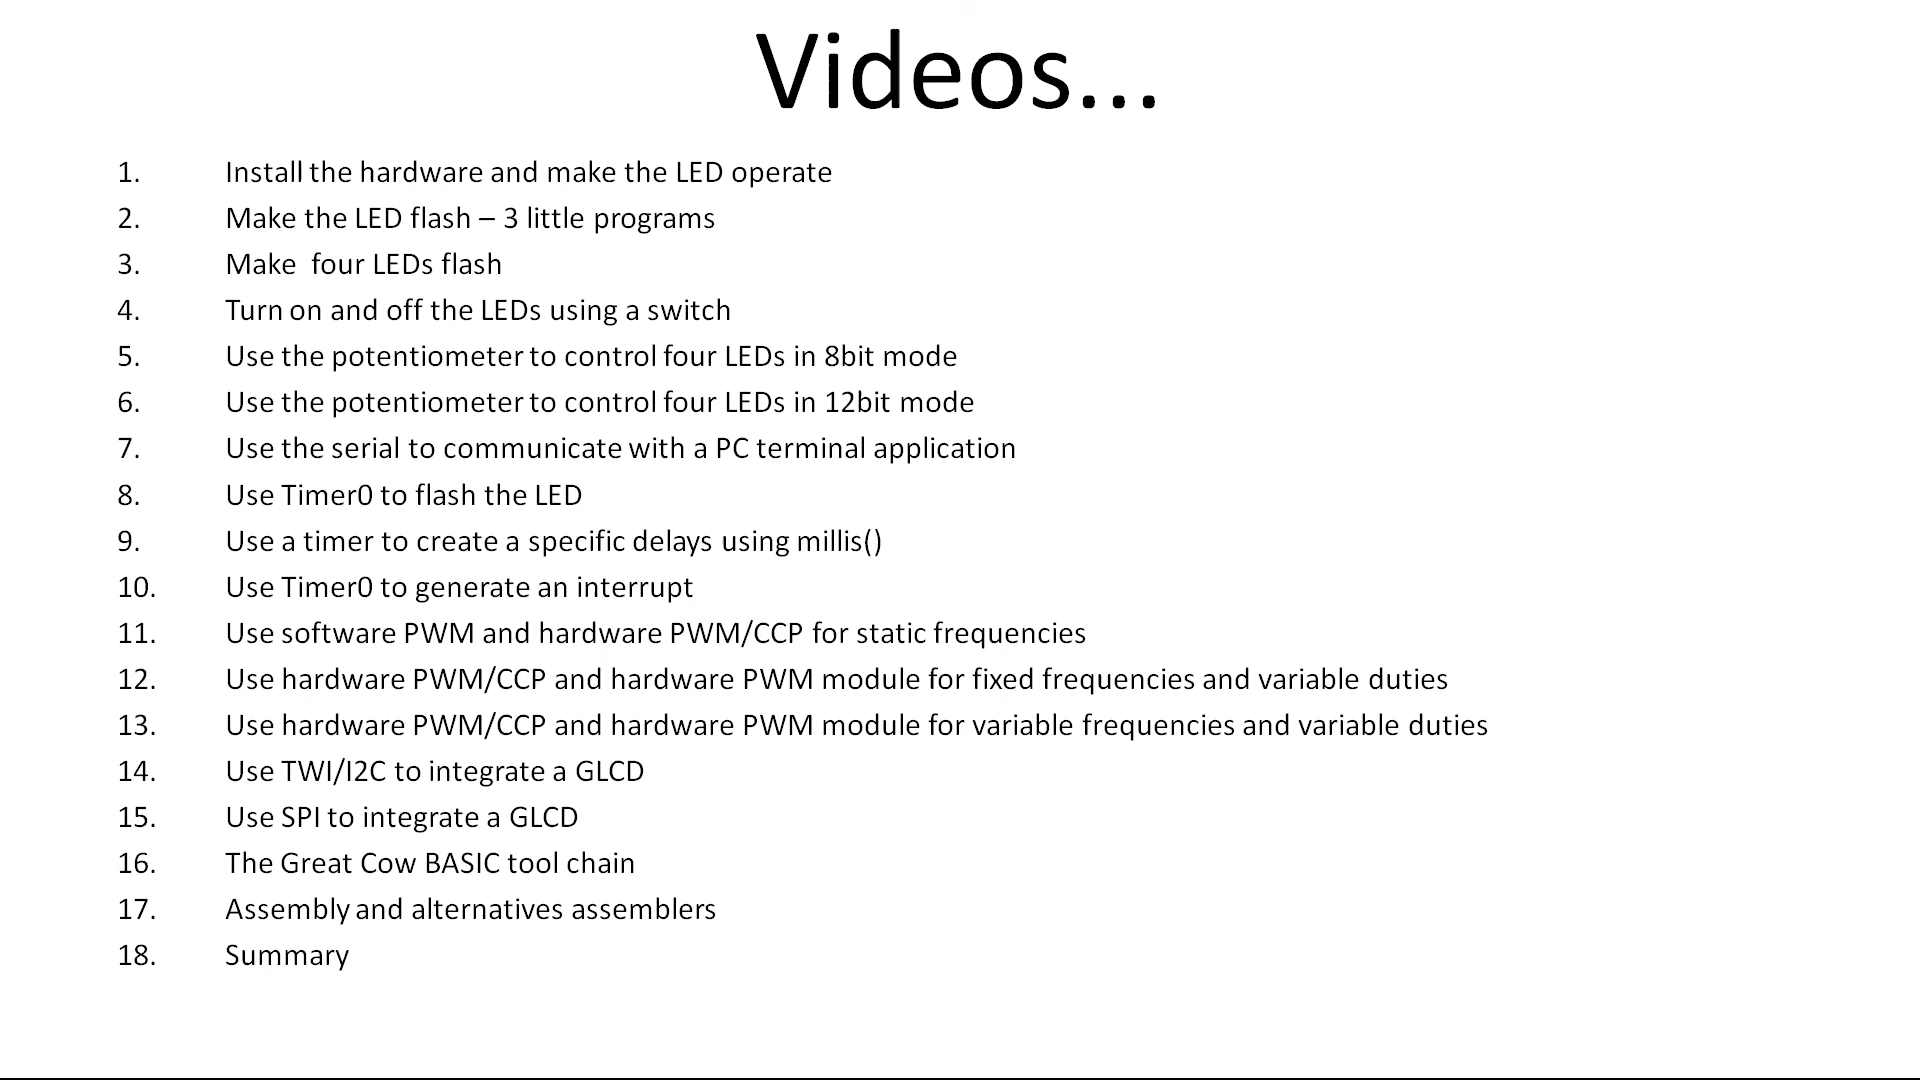 Videos...
1. Install the hardware and make the LED operate
2. Make the LED flash – 3 little programs
3. Make  four LEDs flash
4. Turn on and off the LEDs using a switch
5. Use the potentiometer to control four LEDs in 8bit mode
6. Use the potentiometer to control four LEDs in 12bit mode
7. Use the serial to communicate with a PC terminal application
8. Use Timer0 to flash the LED
9. Use a timer to create a specific delays using millis()
10. Use Timer0 to generate an interrupt
11. Use software PWM and hardware PWM/CCP for static frequencies
12. Use hardware PWM/CCP and hardware PWM module for fixed frequencies and variable duties
13. Use hardware PWM/CCP and hardware PWM module for variable frequencies and variable duties
14. Use TWI/I2C to integrate a GLCD
15. Use SPI to integrate a GLCD
16. The Great Cow BASIC tool chain
17. Assembly and alternatives assemblers
18. Summary